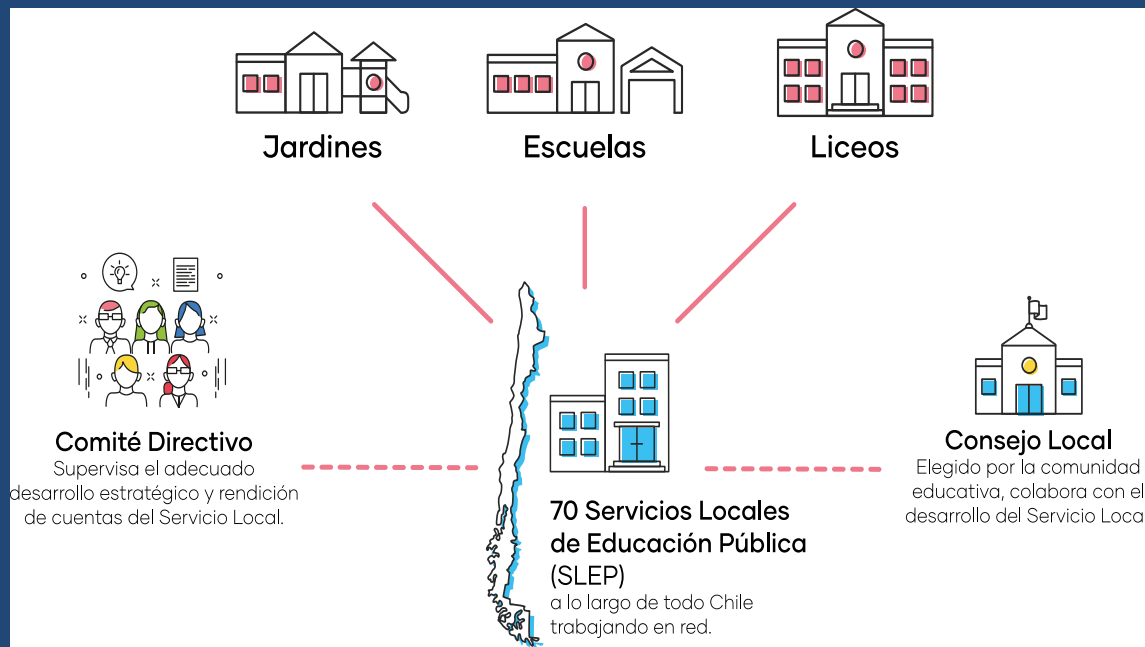 Jardines
Escuelas
Liceos
Comité Directivo
Supervisa el adecuado
desarrollo estratégico y rendición
de cuentas del Servicio Local.
70 Servicios Locales
de Educación Pública
(SLEP)
a lo largo de todo Chile
trabajando en red.
Consejo Local
Elegido por la comunidad
educativa, colabora con el
desarrollo del Servicio Loca